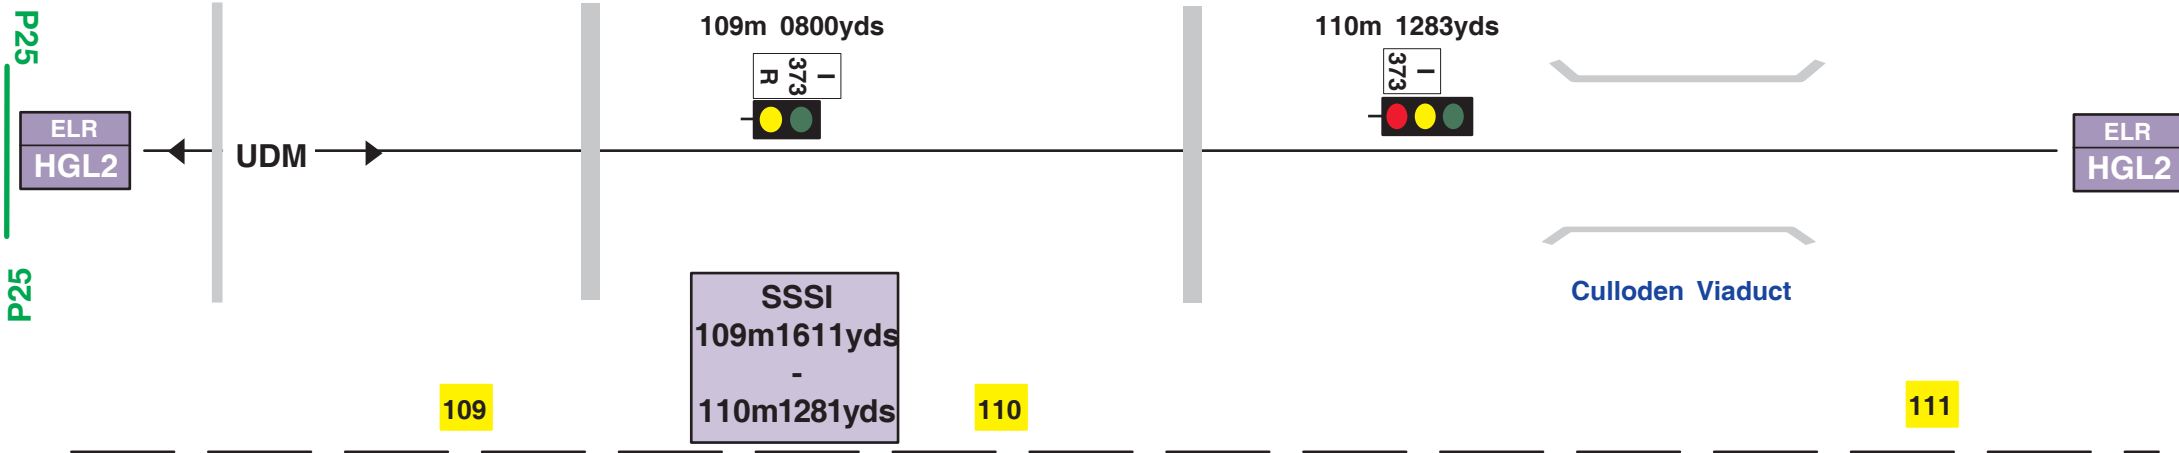 P25
109m 0800yds
110m 1283yds
I
373
R
I
373
ELR
HGL2
UDM
ELR
HGL2
P25
SSSI
109m1611yds
-
110m1281yds
Culloden Viaduct
109
110
111